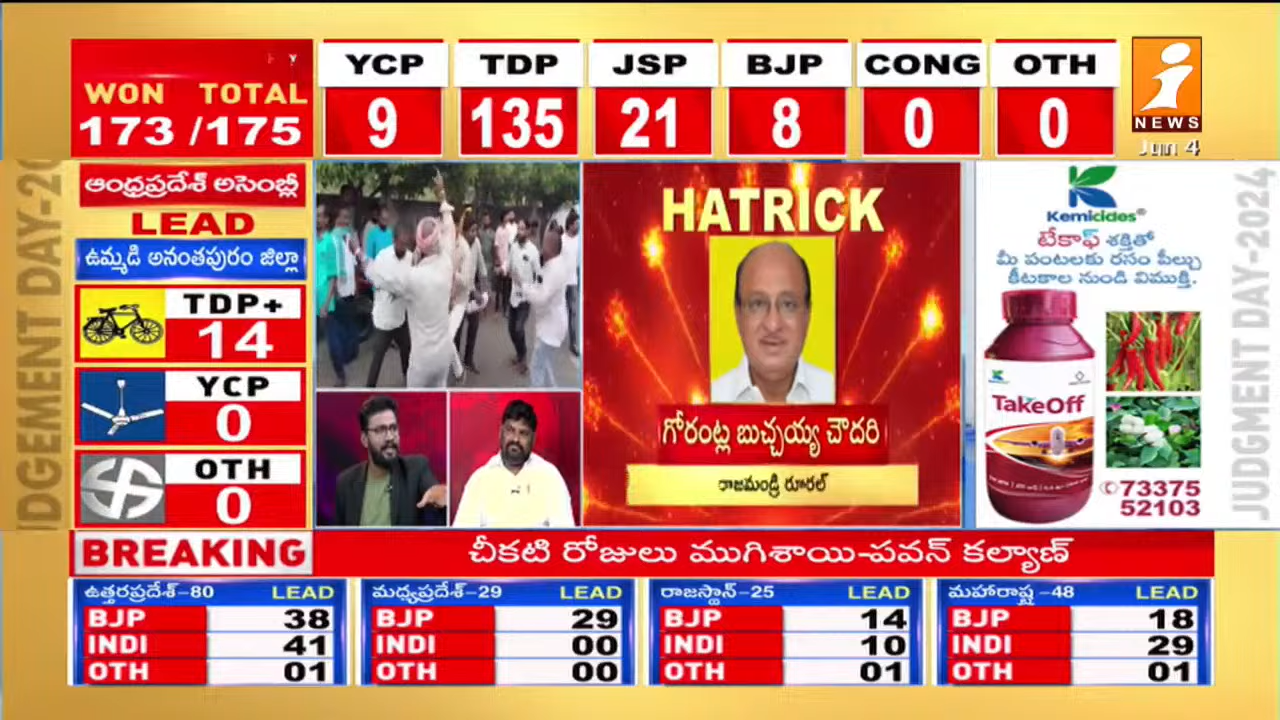 WON TOTAL
173 /175
YCP TDP JSP BJP CONG OTH
9 135 21 8 0 0
i
NEWS
Jun 4
ఆంధ్రప్రదేశ్ అసెంబ్లీ
LEAD
ఉమ్మడి అనంతపురం జిల్లా
TDP+
14
YCP
0
OTH
0
HATRICK
గోరంట్ల బుచ్చయ్య చౌదరి
రాజమండ్రి రూరల్
Kemicides®
టేకాఫ్ శక్తితో
మీ పంటలకు రసం పీల్చు
కీటకాల నుండి విముక్తి.
TakeOff
73375
52103
JUDGEMENT DAY-20
JUDGMENT DAY-2024
BREAKING
చీకటి రోజులు ముగిశాయి-పవన్ కల్యాణ్
ఉత్తరప్రదేశ్-80 LEAD
BJP 38
INDI 41
OTH 01
మధ్యప్రదేశ్-29 LEAD
BJP 29
INDI 00
OTH 00
రాజస్థాన్-25 LEAD
BJP 14
INDI 10
OTH 01
మహారాష్ట్ర-48 LEAD
BJP 18
INDI 29
OTH 01